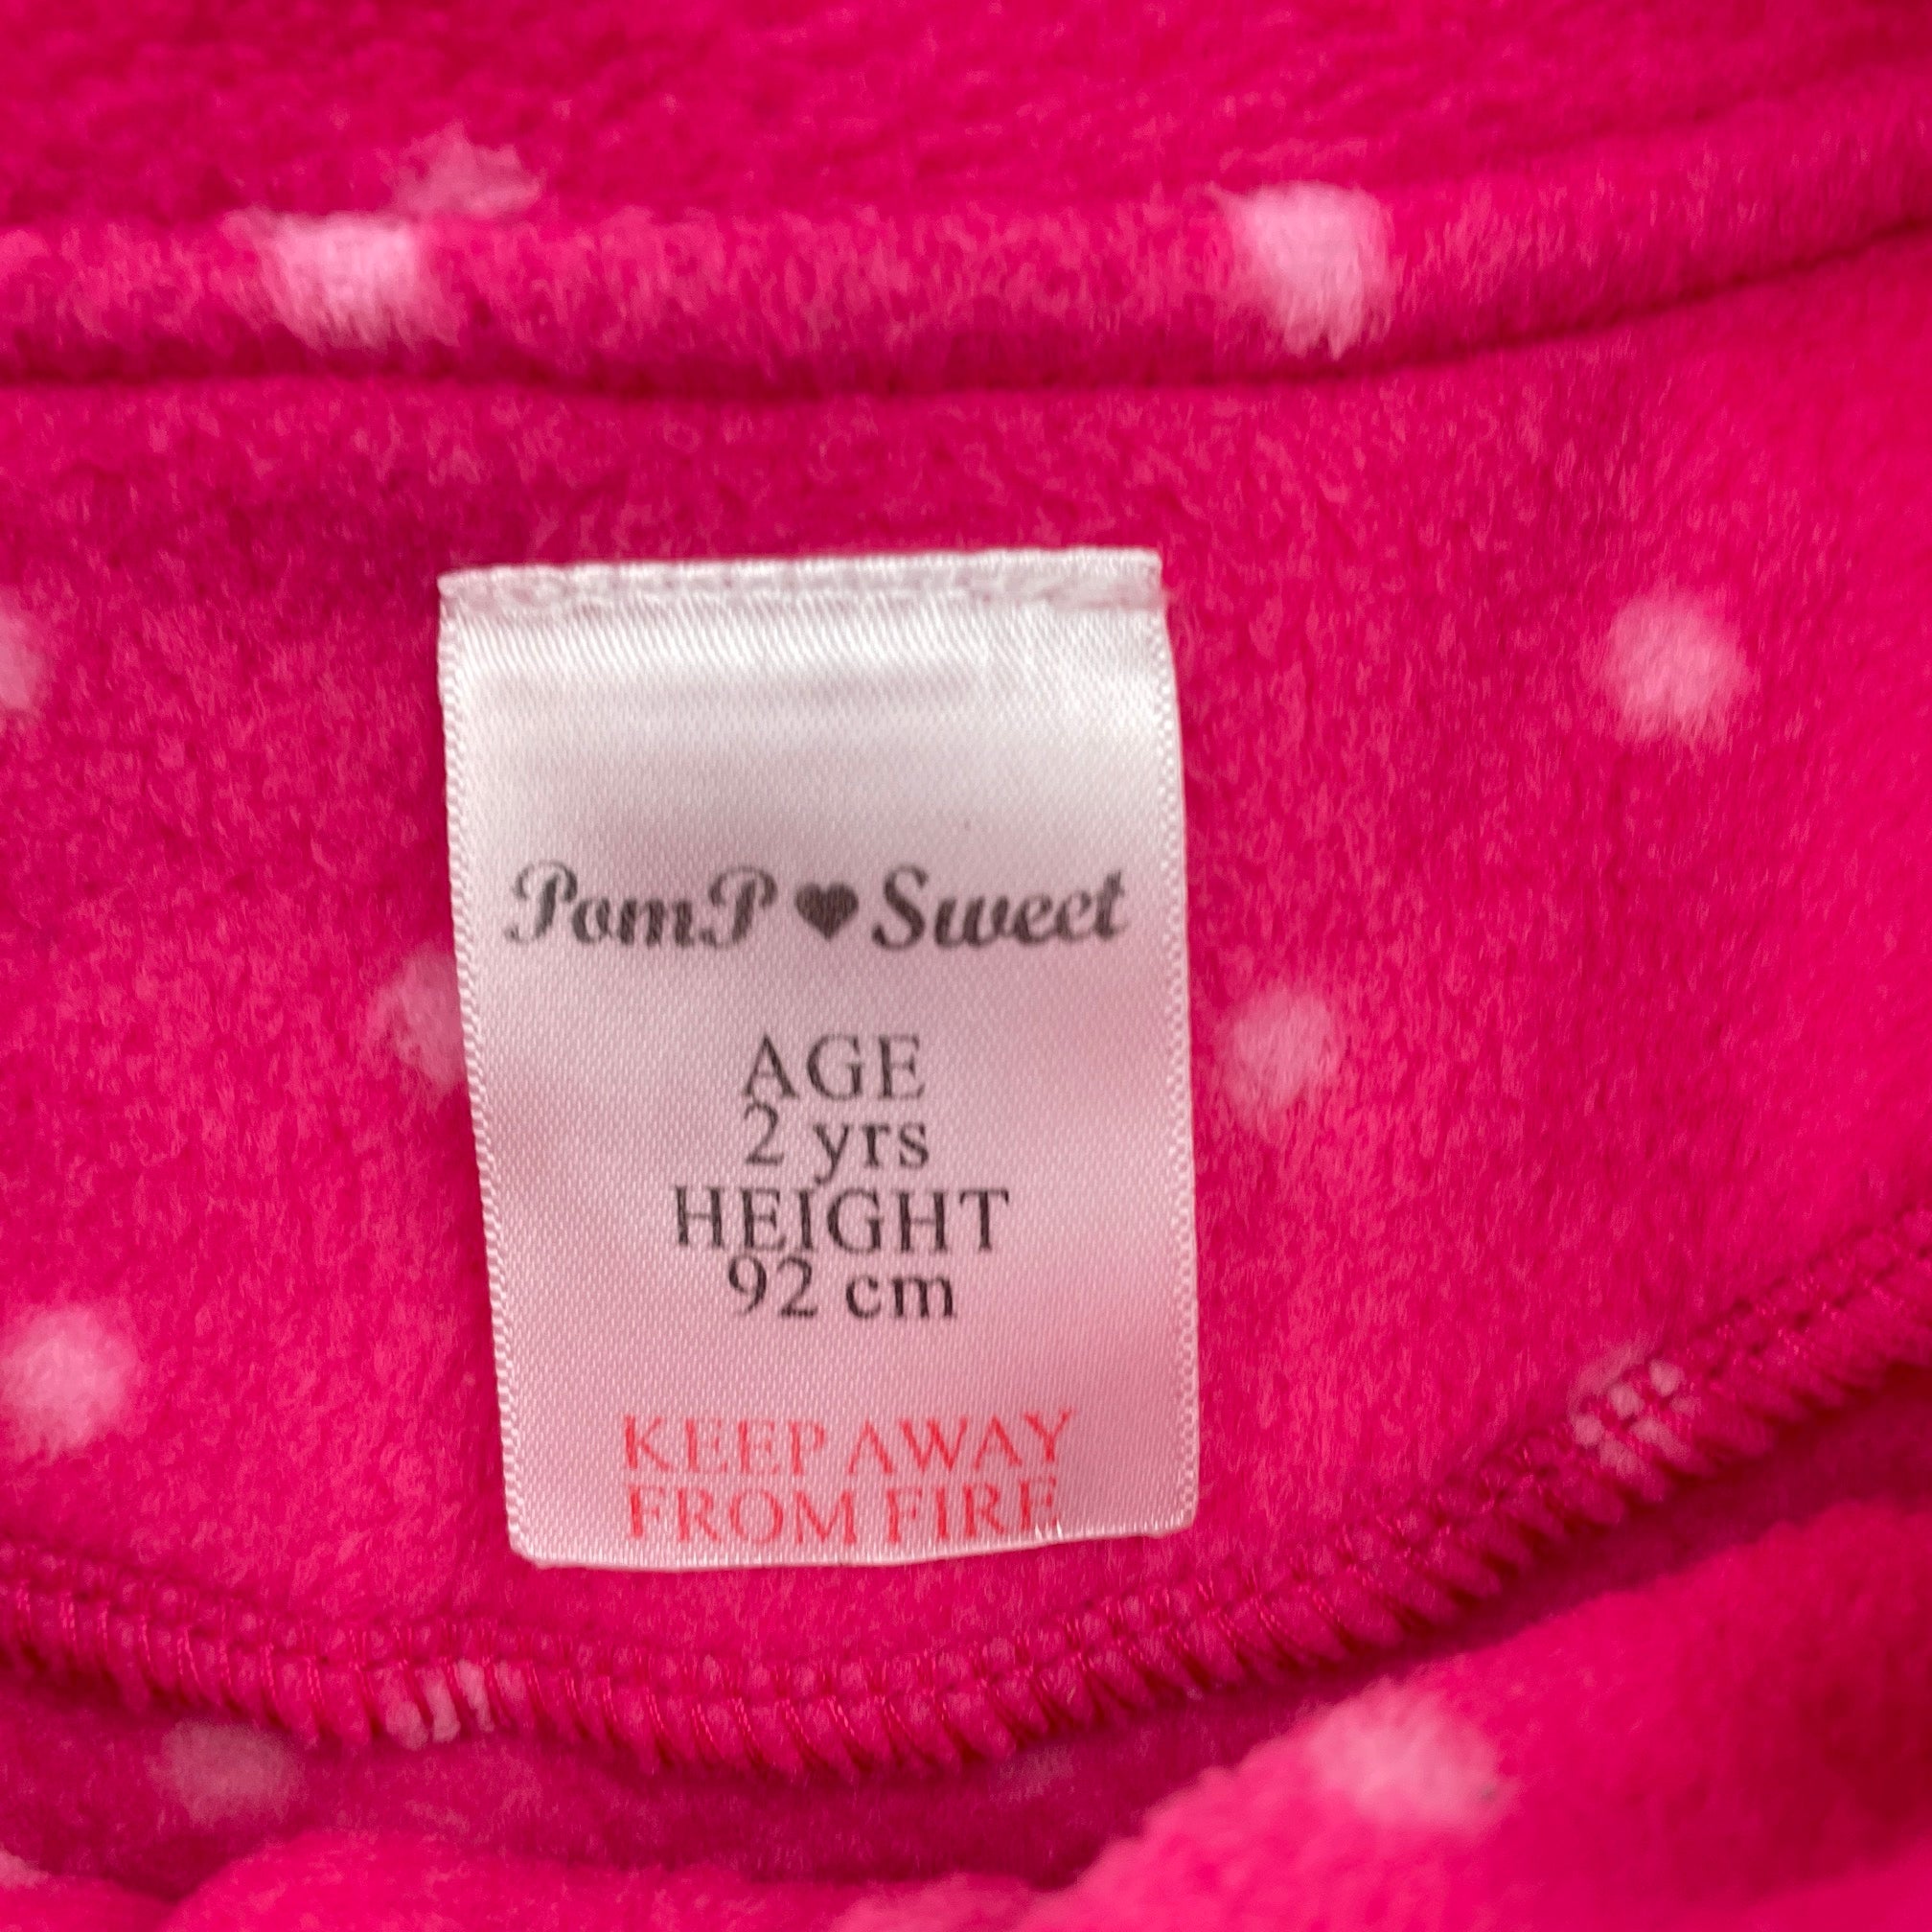 PomP♥Sweet
AGE
2 yrs
HEIGHT
92 cm
KEEP AWAY
FROM FIRE